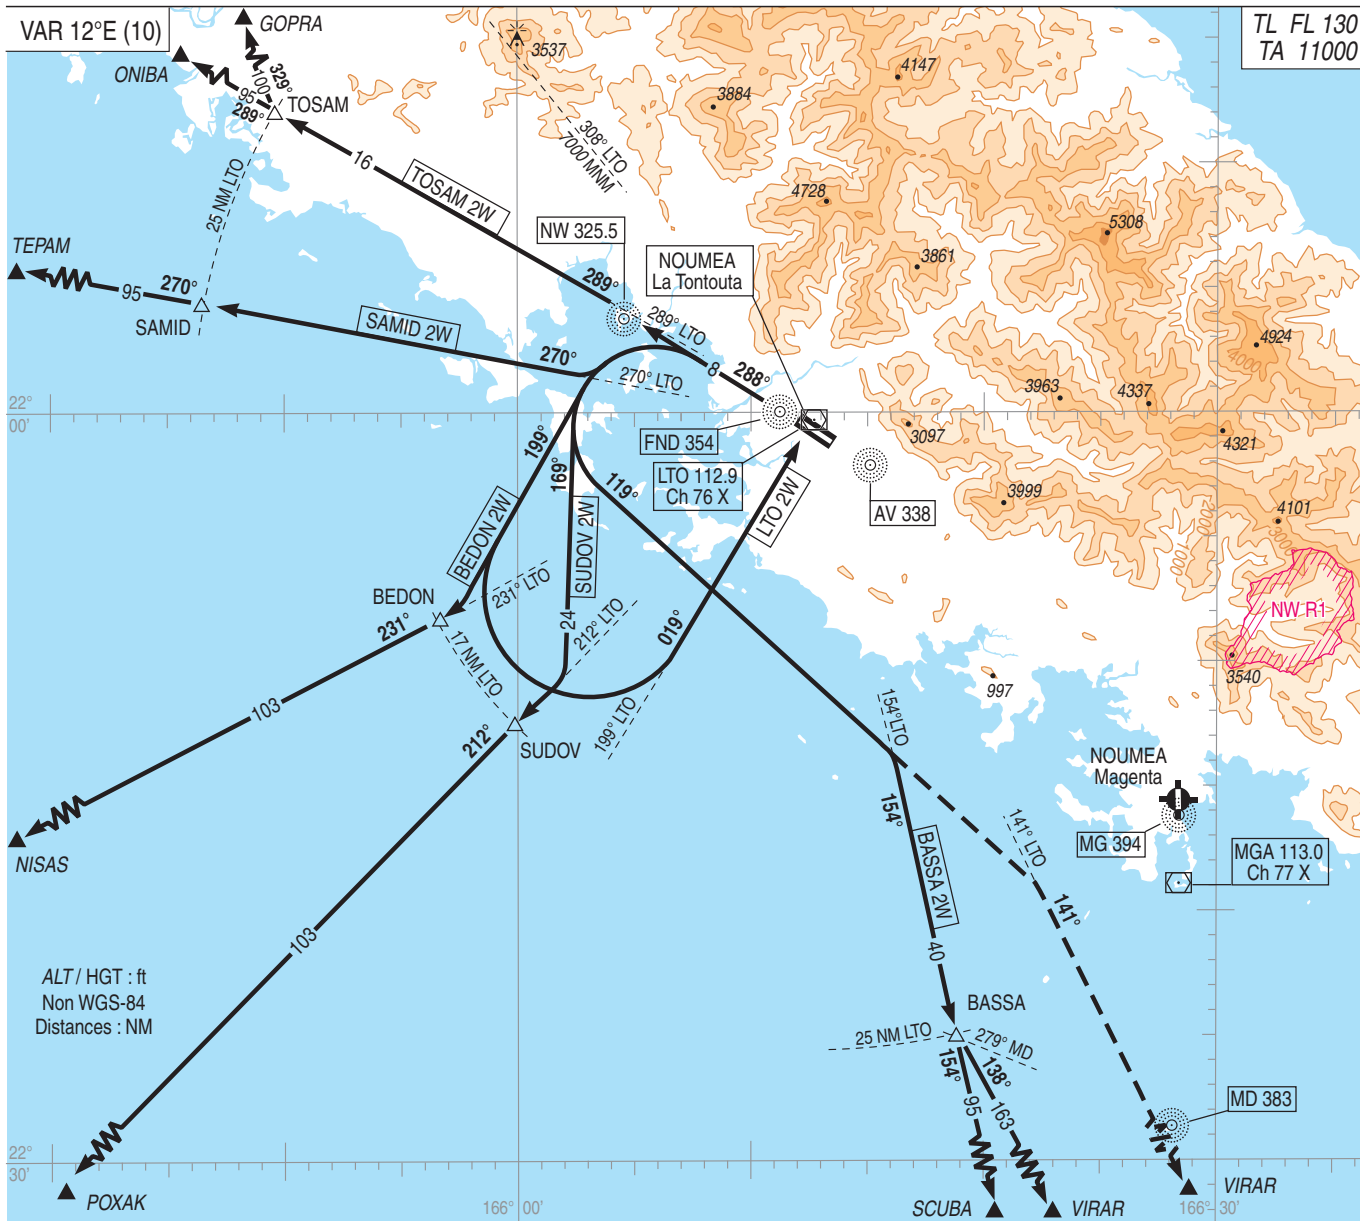 VAR 12°E (10)
GOPRA
ONIBA
TL FL 130
TA 11000
329°
100
95
289°
TOSAM
3537
4147
3884
308° LTO
7000 MNM
16
TOSAM 2W
25 NM LTO
4728
5308
3861
NW 325.5
NOUMEA
La Tontouta
TEPAM
270°
95
SAMID
SAMID 2W
289°
289° LTO
270°
270° LTO
8
288°
4924
4000
3963
4337
22°
00'
FND 354
3097
4321
LTO 112.9
Ch 76 X
199°
169°
119°
LTO 2W
AV 338
3999
4101
2000
3000
1000
BEDON 2W
SUDOV 2W
BEDON
231°
231° LTO
24
212° LTO
019°
NW R1
3540
17 NM LTO
997
103
199° LTO
154°LTO
SUDOV
212°
NOUMEA
Magenta
154°
141° LTO
MG 394
MGA 113.0
Ch 77 X
NISAS
BASSA 2W
141°
103
40
ALT / HGT : ft
Non WGS-84
Distances : NM
BASSA
25 NM LTO
279° MD
154°
138°
95
163
MD 383
22°
30'
POXAK
166° 00'
SCUBA
VIRAR
166° 30'
VIRAR